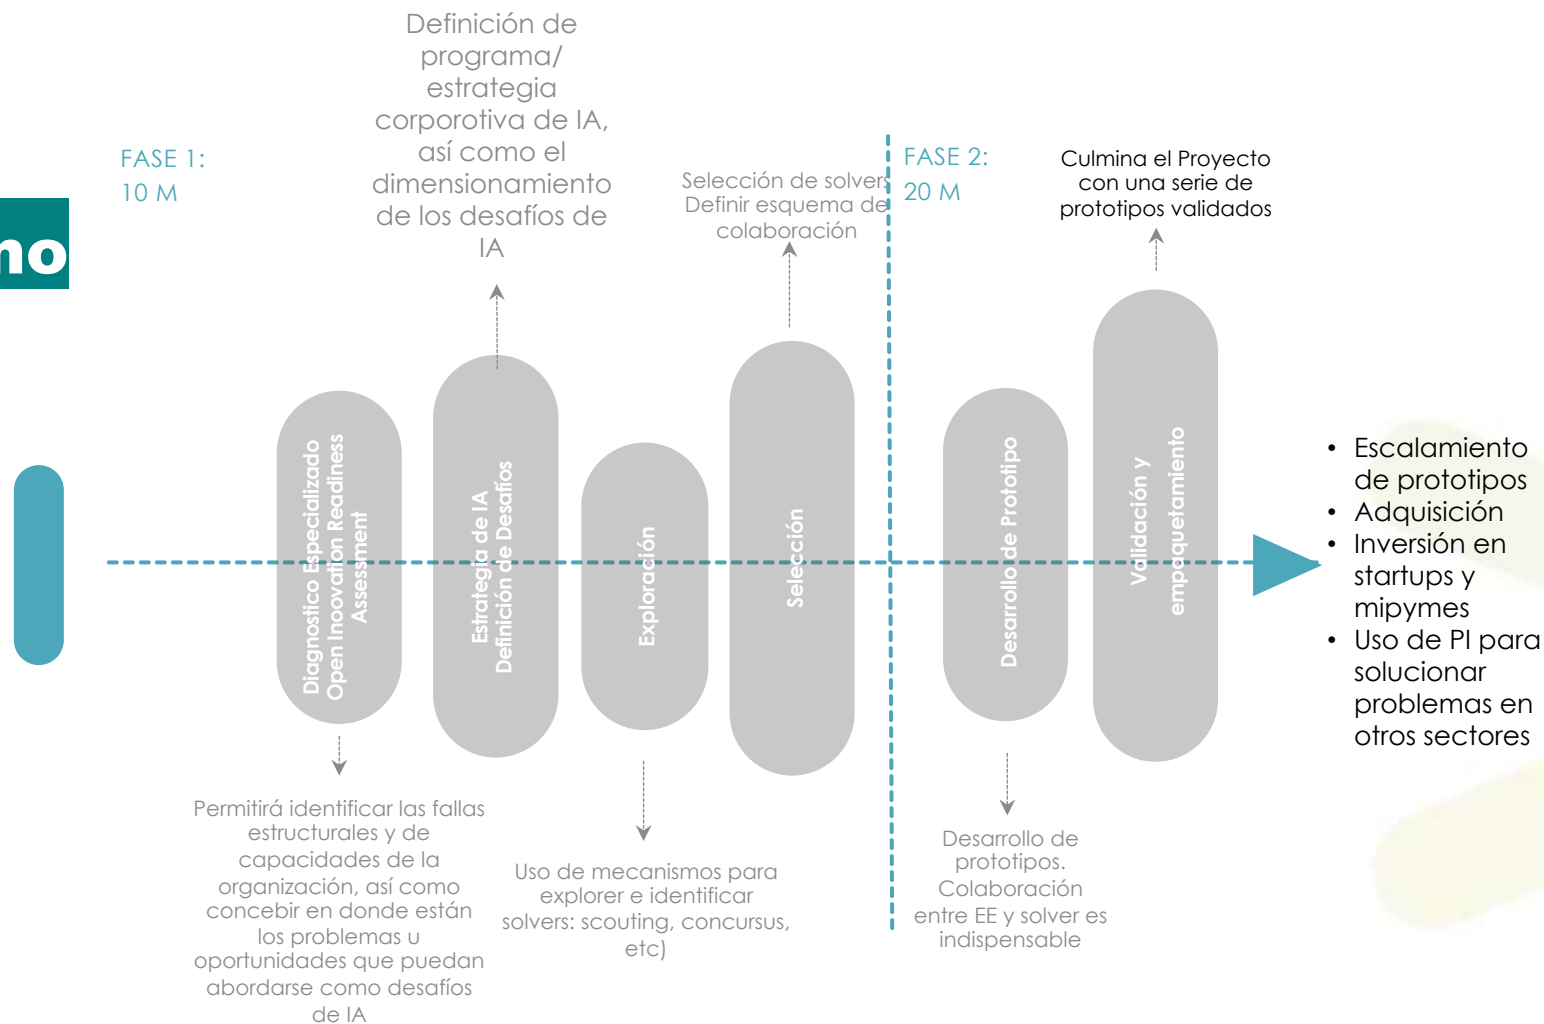 no
FASE 1:
10 M
Definición de
programa/
estrategia
corporotiva de IA,
así como el
dimensionamiento
de los desafíos de
IA
Selección de solvers
Definir esquema de
colaboración
FASE 2:
20 M
Culmina el Proyecto
con una serie de
prototipos validados
Diagnostico Especializado
Open Inoovation Readiness
Assessment
Estrategia de IA
Definición de Desafíos
Exploración
Selección
Desarrollo de Prototipo
Validación y
empaquetamiento
• Escalamiento
de prototipos
• Adquisición
• Inversión en
startups y
mipymes
• Uso de PI para
solucionar
problemas en
otros sectores
Permitirá identificar las fallas
estructurales y de
capacidades de la
organización, así como
concebir en donde están
los problemas u
oportunidades que puedan
abordarse como desafíos
de IA
Uso de mecanismos para
explorer e identificar
solvers: scouting, concursus,
etc)
Desarrollo de
prototipos.
Colaboración
entre EE y solver es
indispensable